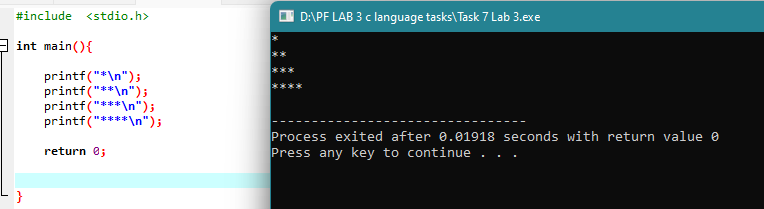 #include  <stdio.h>
int main(){
printf("*\n");
printf("**\n");
printf("***\n");
printf("****\n");
return 0;
}
D:\PF LAB 3 c language tasks\Task 7 Lab 3.exe
*
**
***
****
--------------------------------
Process exited after 0.01918 seconds with return value 0
Press any key to continue . . .